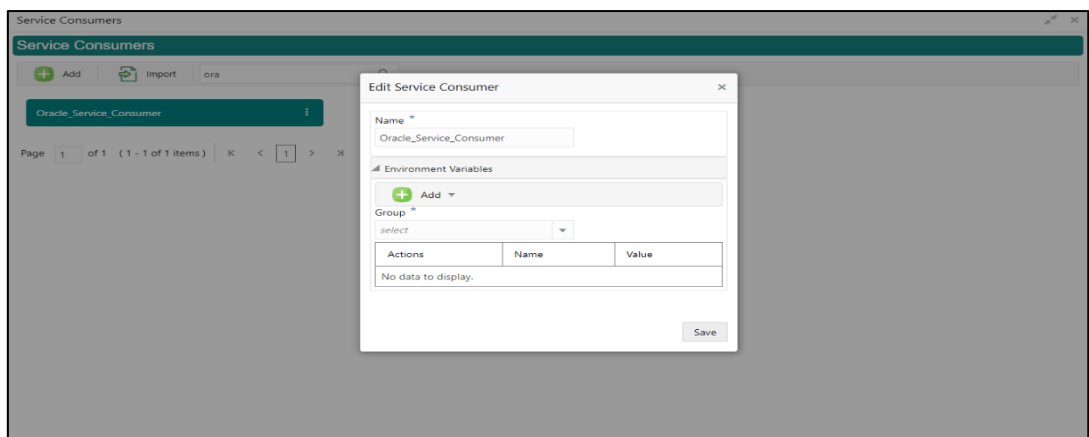 Service Consumers
Service Consumers
Add Import ora
Oracle_Service_Consumer
Page 1 of 1 (1 - 1 of 1 items) K < 1 > >|
Edit Service Consumer ×
Name *
Oracle_Service_Consumer
Environment Variables
Add
Group *
select
Actions Name Value
No data to display.
Save